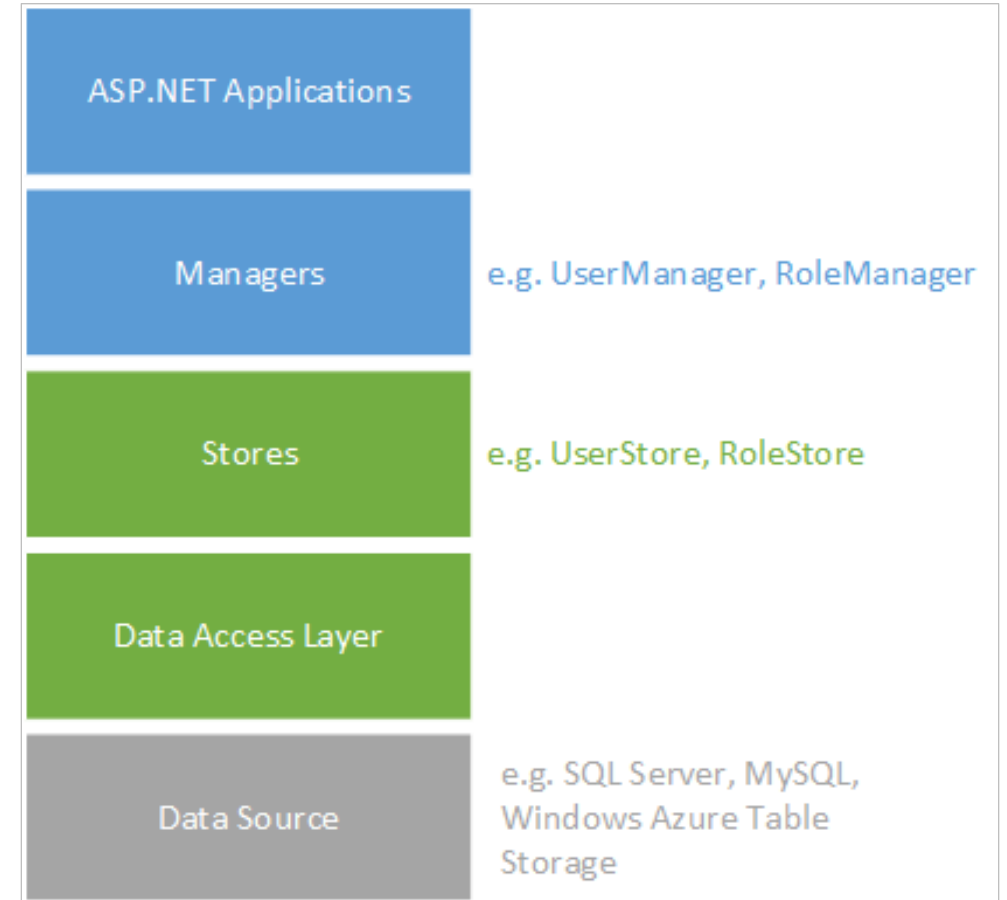 ASP.NET Applications
Managers
e.g. UserManager, RoleManager
Stores
e.g. UserStore, RoleStore
Data Access Layer
Data Source
e.g. SQL Server, MySQL,
Windows Azure Table
Storage